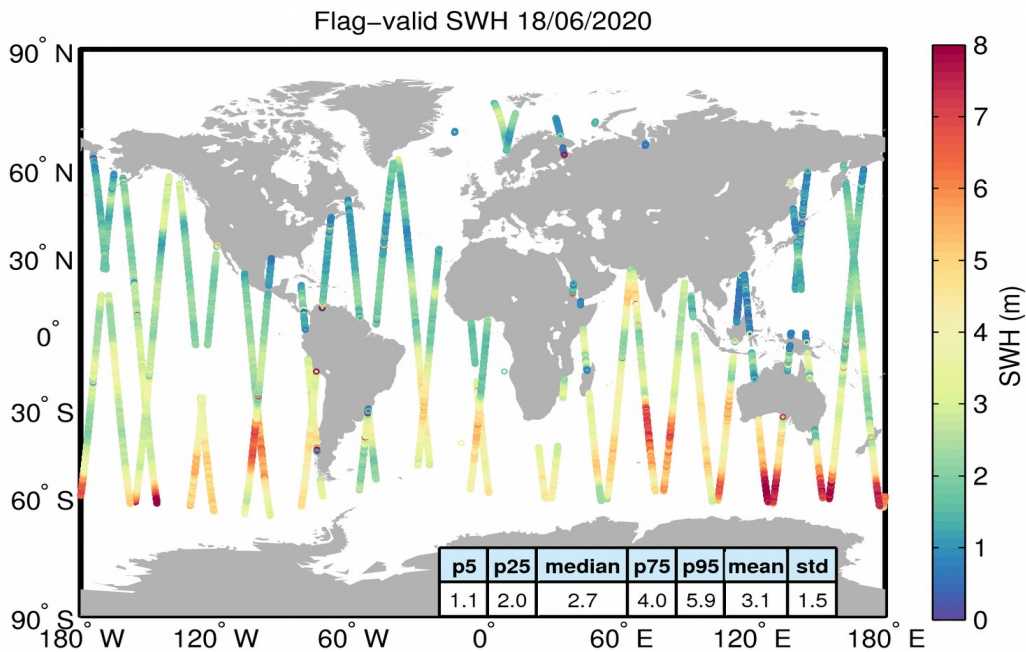 Flag−valid SWH 18/06/2020
90° N
60° N
30° N
0°
30° S
60° S
90° S
180° W
120° W
60° W
0°
60° E
120° E
180° E
p5 p25 median p75 p95 mean std
1.1 2.0 2.7 4.0 5.9 3.1 1.5
8
7
6
5
4
3
2
1
0
SWH (m)